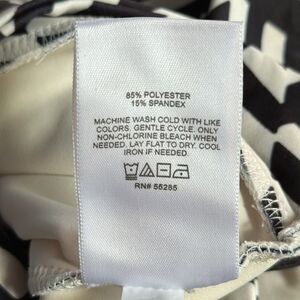 85% POLYESTER
15% SPANDEX
MACHINE WASH COLD WITH LIKE
COLORS. GENTLE CYCLE. ONLY
NON-CHLORINE BLEACH WHEN
NEEDED. LAY FLAT TO DRY. COOL
IRON IF NEEDED.
RN# 55285